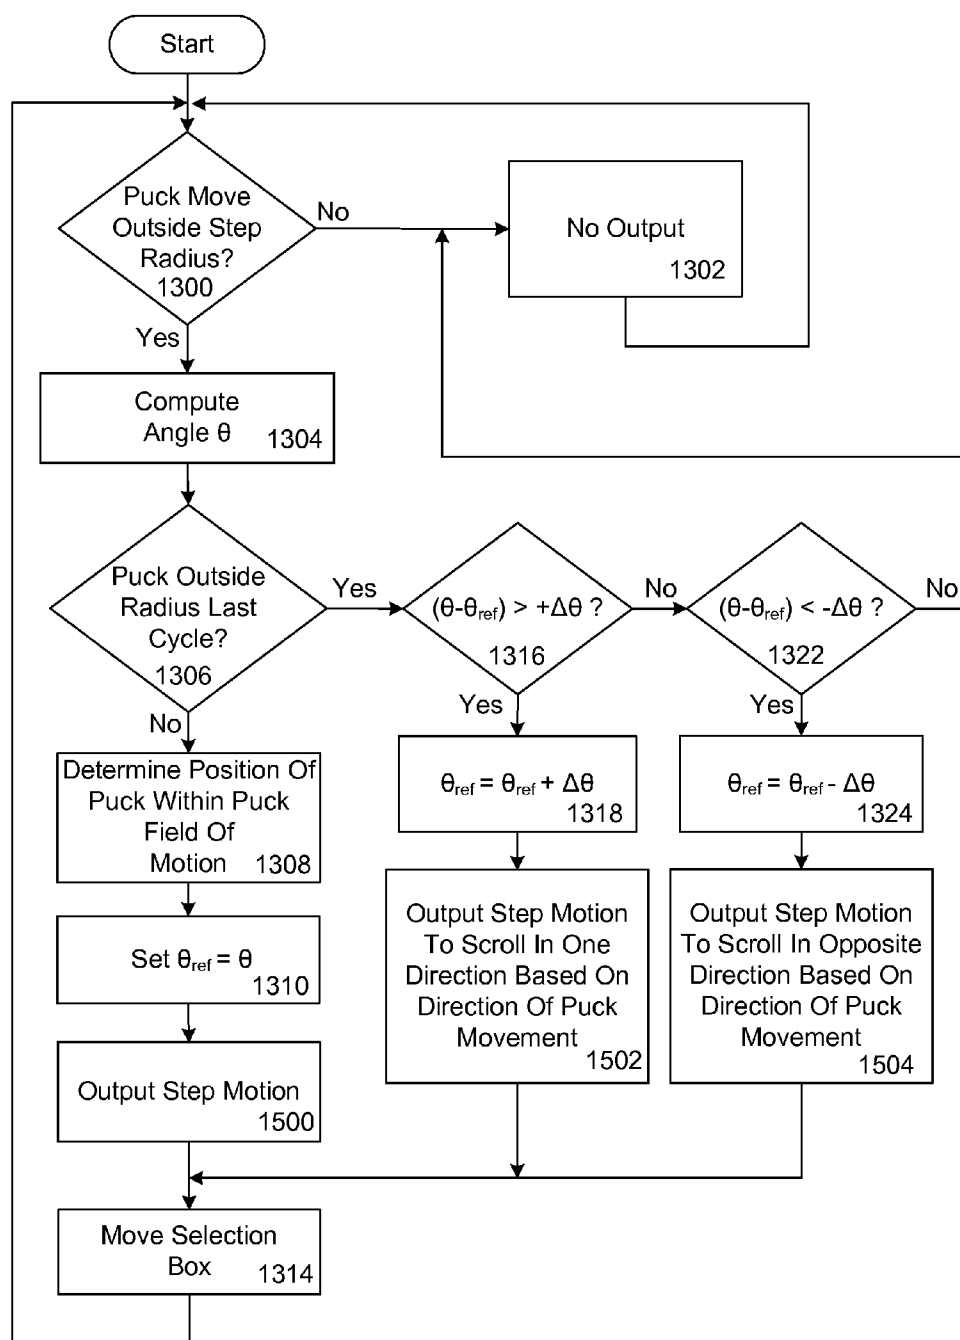 Start
Puck Move
Outside Step
Radius?
1300
No
No Output
1302
Yes
Compute
Angle θ
1304
Puck Outside
Radius Last
Cycle?
1306
Yes
(θ-θref) > +Δθ ?
1316
No
(θ-θref) < -Δθ ?
1322
No
No
Yes
Yes
Determine Position Of
Puck Within Puck
Field Of
Motion
1308
θref = θref + Δθ
1318
θref = θref - Δθ
1324
Set θref = θ
1310
Output Step Motion
To Scroll In One
Direction Based On
Direction Of Puck
Movement
1502
Output Step Motion
To Scroll In Opposite
Direction Based On
Direction Of Puck
Movement
1504
Output Step Motion
1500
Move Selection
Box
1314